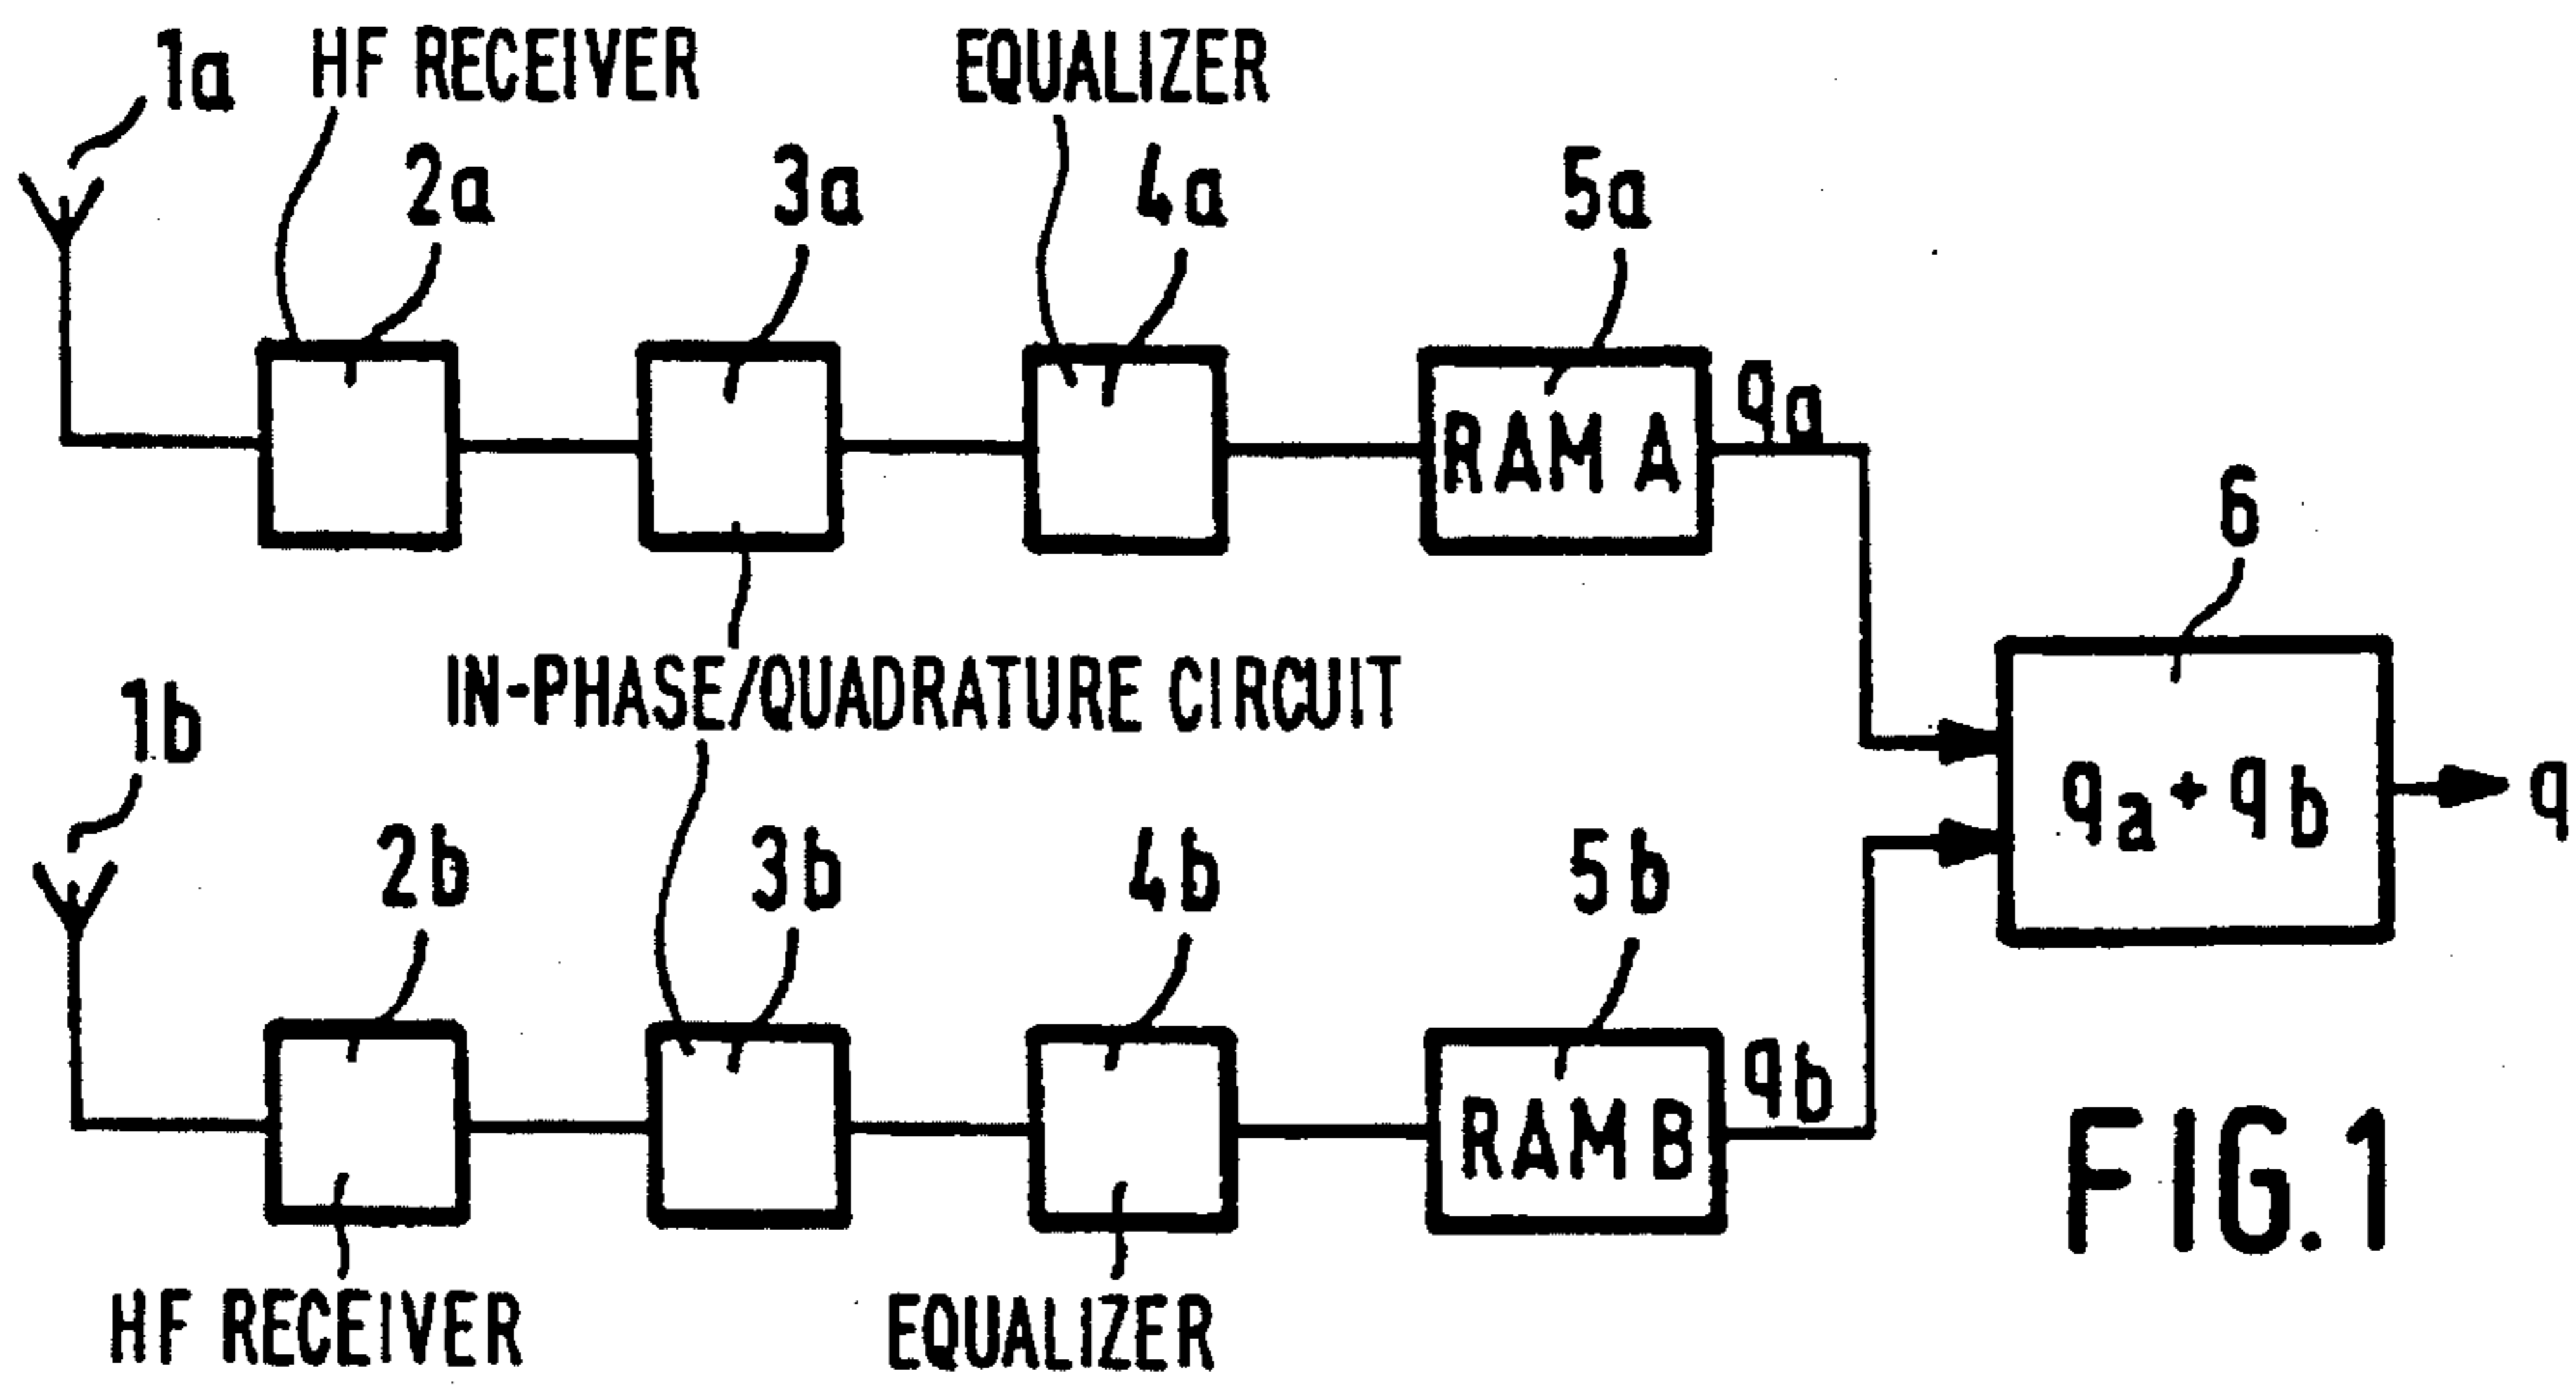 1a
HF RECEIVER
EQUALIZER
2a
3a
4a
5a
RAM A
qa
6
IN-PHASE/QUADRATURE CIRCUIT
1b
qa + qb
q
2b
3b
4b
5b
RAM B
qb
FIG.1
HF RECEIVER
EQUALIZER